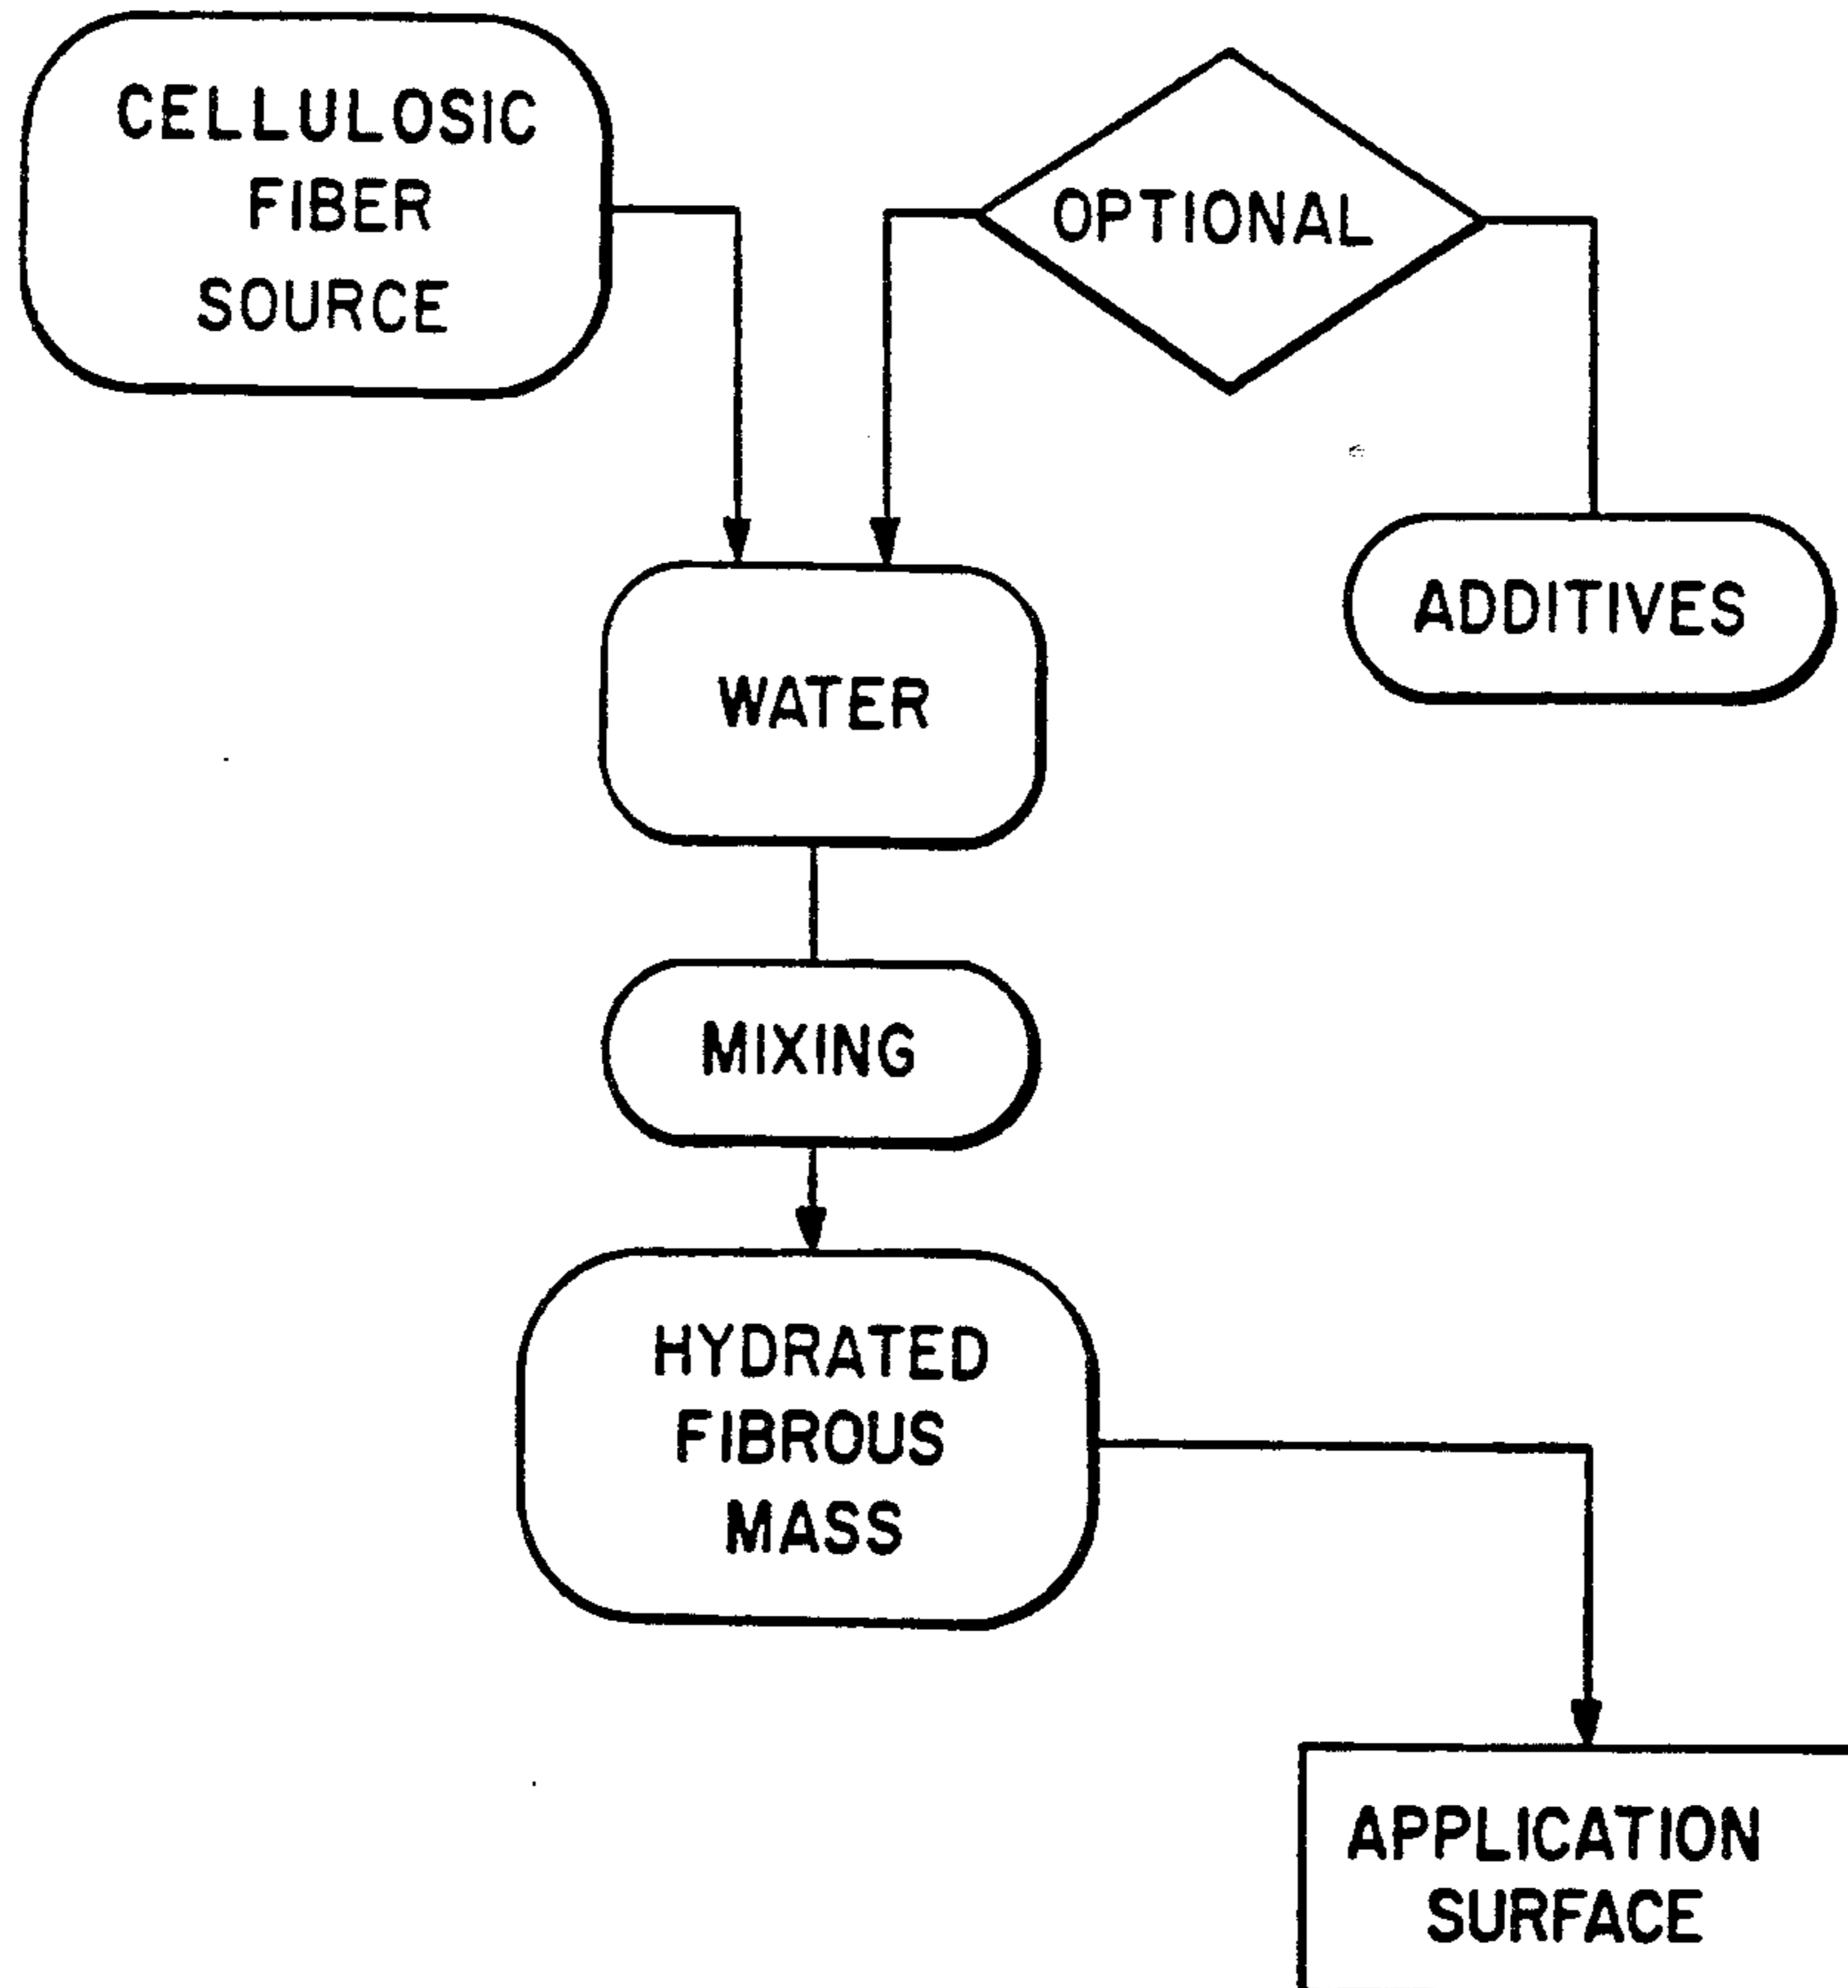 CELLULOSIC
FIBER
SOURCE
OPTIONAL
ADDITIVES
WATER
MIXING
HYDRATED
FIBROUS
MASS
APPLICATION
SURFACE